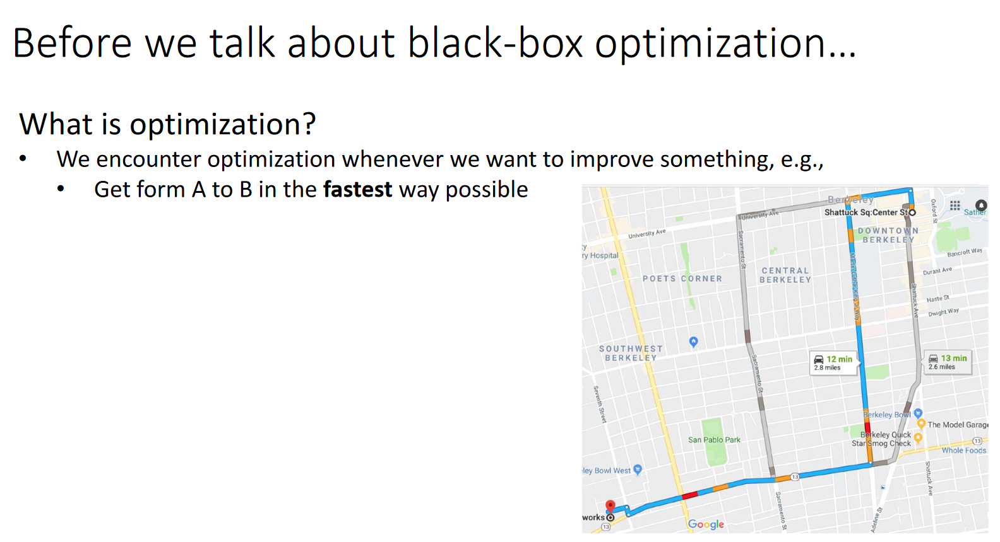 Before we talk about black-box optimization...
What is optimization?
• We encounter optimization whenever we want to improve something, e.g.,
• Get form A to B in the fastest way possible
Berkeley
Shattuck Sq:Center St
Oxford St
Sather
University Ave
University Ave
DOWNTOWN
BERKELEY
ry Hospital
Sacramento St
Martin Luther King Jr Way
Bancroft Way
POETS CORNER
CENTRAL
BERKELEY
Durant Ave
Shattuck Ave
Haste St
Dwight Way
SOUTHWEST
BERKELEY
Sacramento St
12 min
2.8 miles
13 min
2.6 miles
Seventh Street
Berkeley Bowl
The Model Garage
Berkeley Quick
Star Smog Check
13
Whole Foods
San Pablo Park
ley Bowl West
13
Shattuck Ave
Sacramento St
Adeline St
works
13
Google